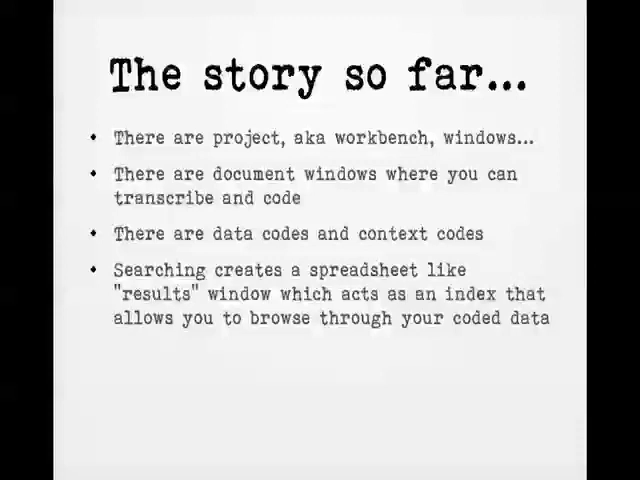 The story so far...
• There are project, aka workbench, windows...
• There are document windows where you can
transcribe and code
• There are data codes and context codes
• Searching creates a spreadsheet like
"results" window which acts as an index that
allows you to browse through your coded data